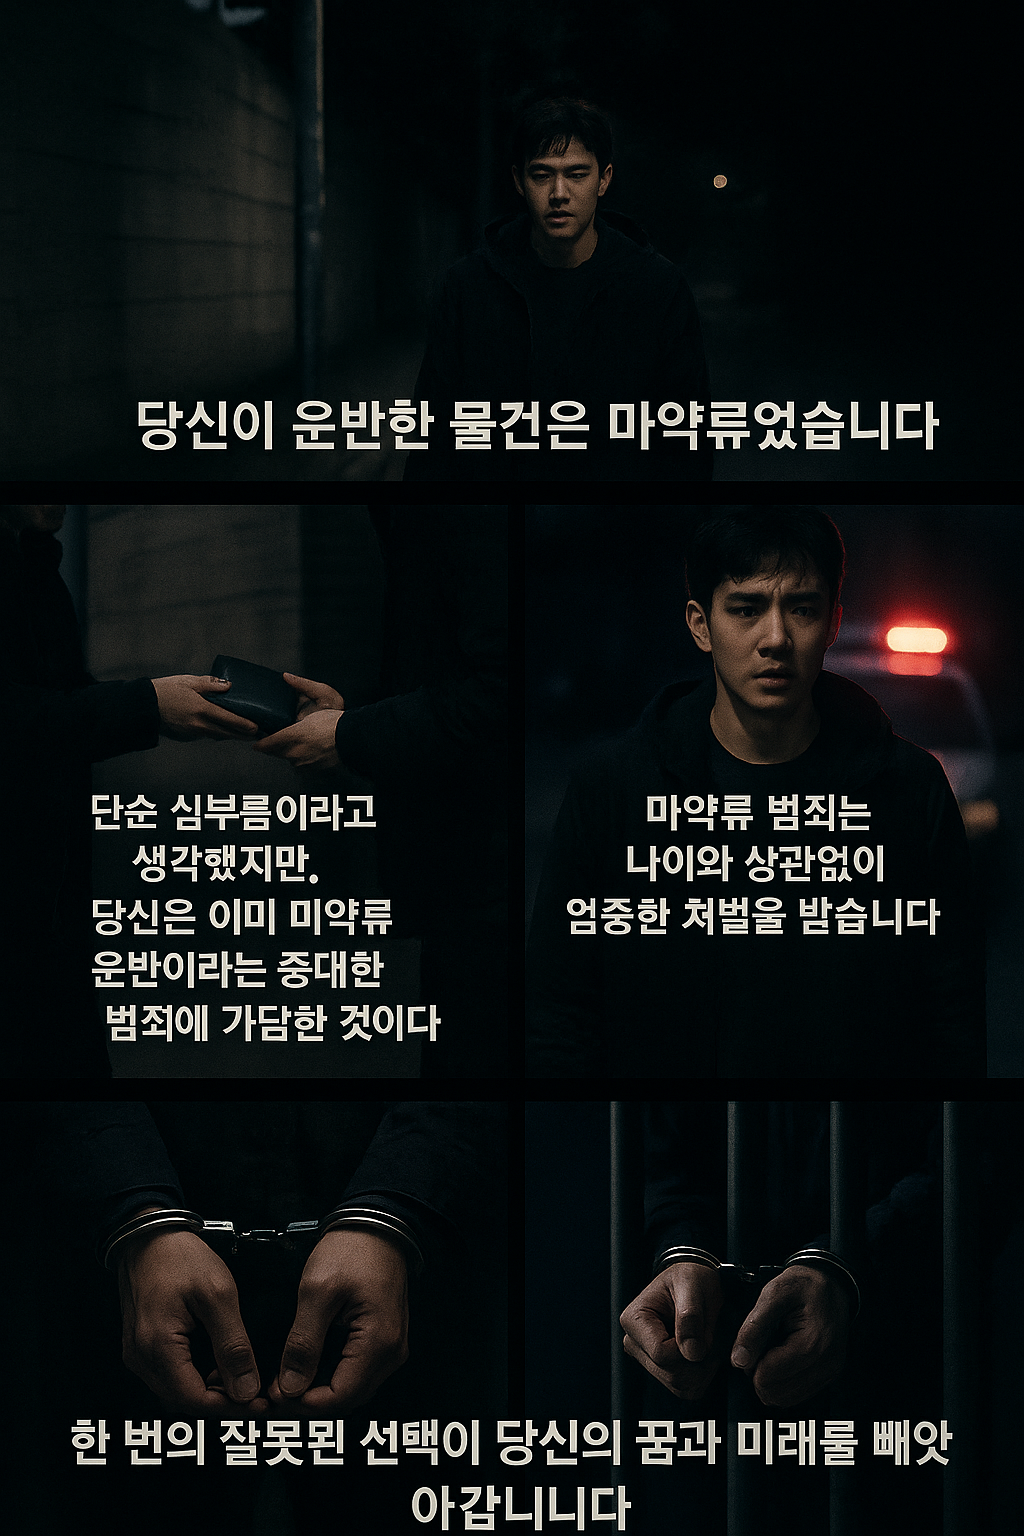 당신이 운반한 물건은 마약류었습니다
단순 심부름이라고
생각했지만.
당신은 이미 미약류
운반이라는 중대한
범죄에 가담한 것이다
마약류 범죄는
나이와 상관없이
엄중한 쳐벌울 받습니다
한 번의 잘못뫼 선택이 당신의 꿈과 미래룰 빼앗
아갑니니다